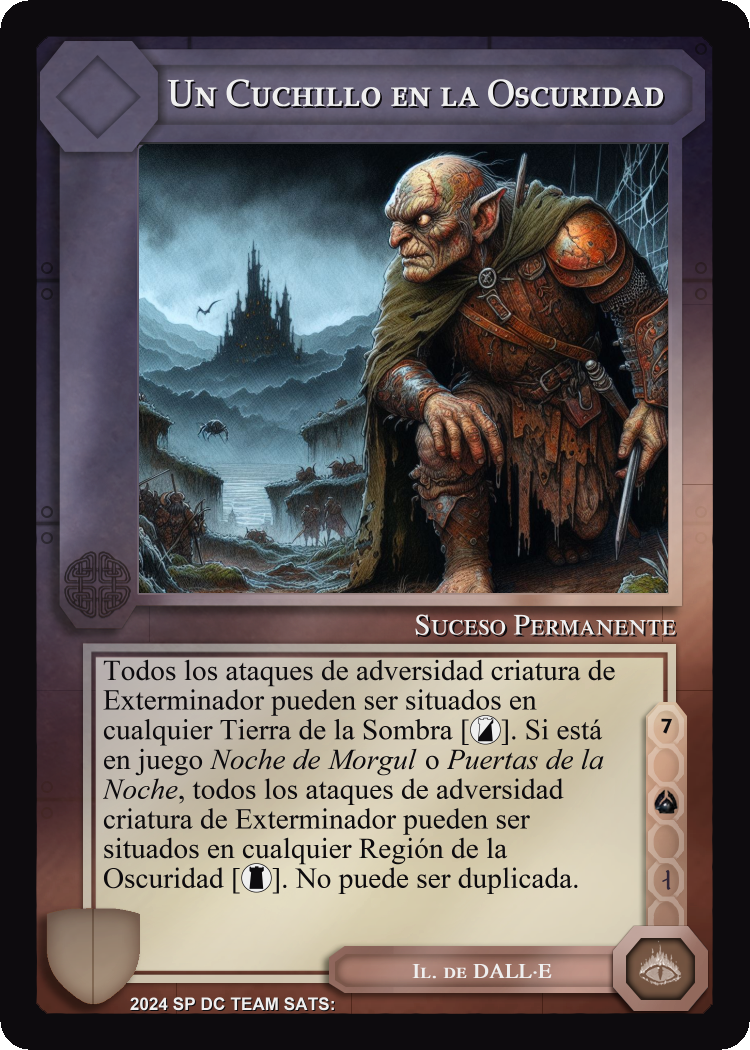 Un Cuchillo en la Oscuridad
Suceso Permanente
Todos los ataques de adversidad criatura de
Exterminador pueden ser situados en
cualquier Tierra de la Sombra []. Si está
en juego Noche de Morgul o Puertas de la
Noche, todos los ataques de adversidad
criatura de Exterminador pueden ser
situados en cualquier Región de la
Oscuridad []. No puede ser duplicada.
7
Il. de DALL·E
2024 SP DC TEAM SATS: